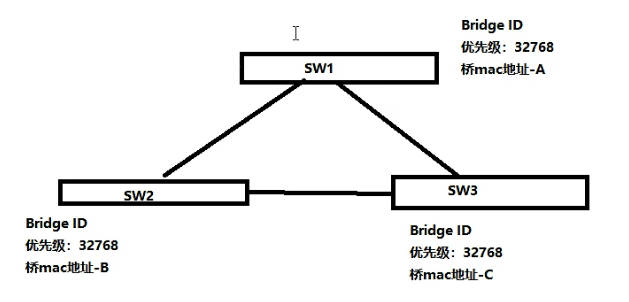 Bridge ID
优先级：32768
桥mac地址-A
SW1
SW2
SW3
Bridge ID
优先级：32768
桥mac地址-B
Bridge ID
优先级：32768
桥mac地址-C